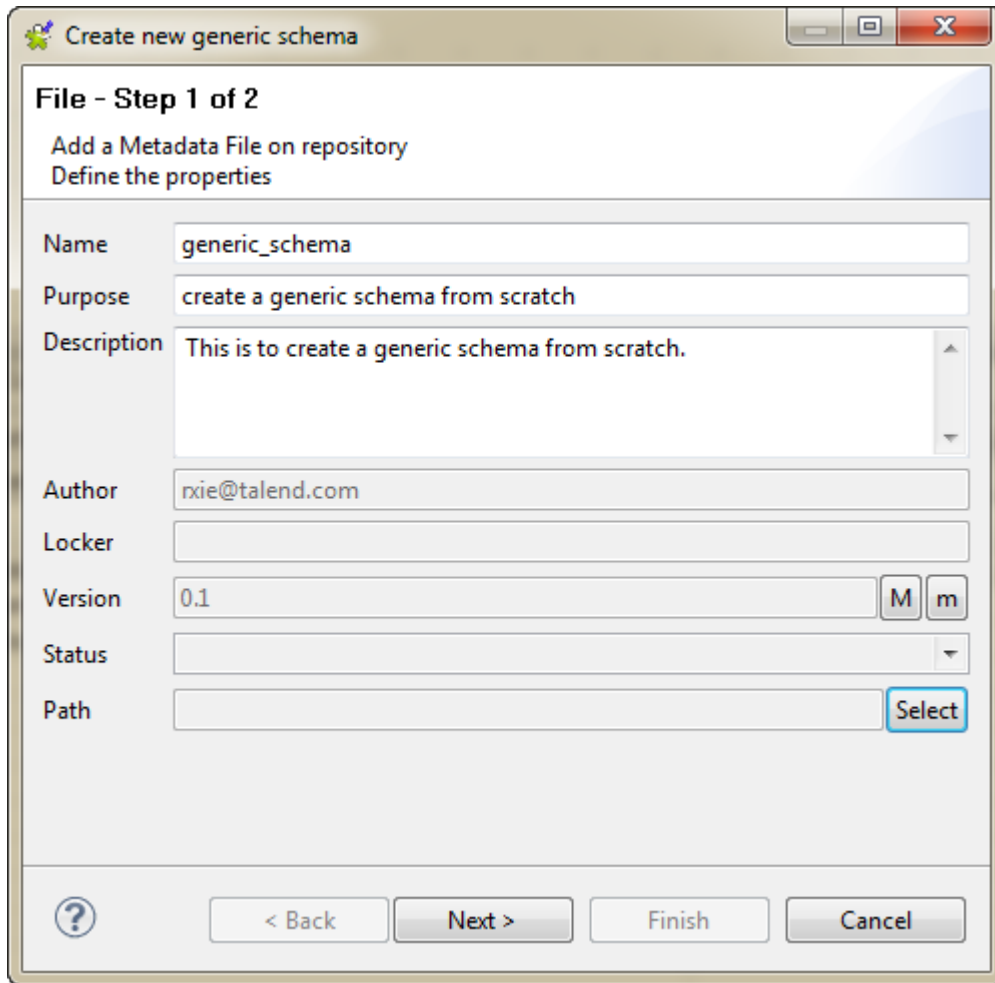 Create new generic schema
File - Step 1 of 2
Add a Metadata File on repository
Define the properties
Name generic_schema
Purpose create a generic schema from scratch
Description This is to create a generic schema from scratch.
Author rxie@talend.com
Locker
Version 0.1 M m
Status
Path Select
? < Back Next > Finish Cancel